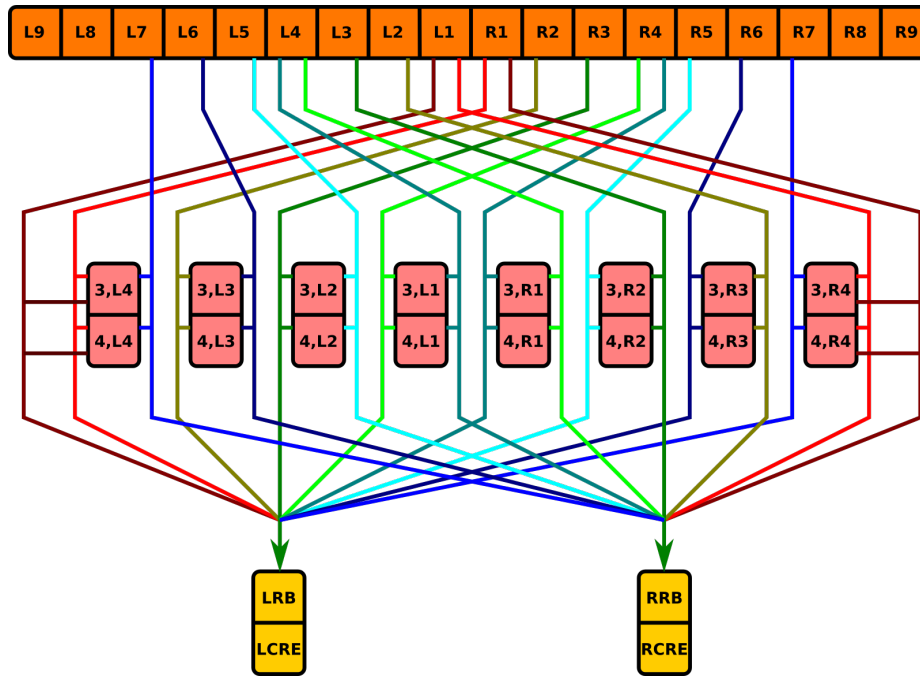 L9 L8 L7 L6 L5 L4 L3 L2 L1 R1 R2 R3 R4 R5 R6 R7 R8 R9
3,L4 3,L3 3,L2 3,L1 3,R1 3,R2 3,R3 3,R4
4,L4 4,L3 4,L2 4,L1 4,R1 4,R2 4,R3 4,R4
LRB RRB
LCRE RCRE